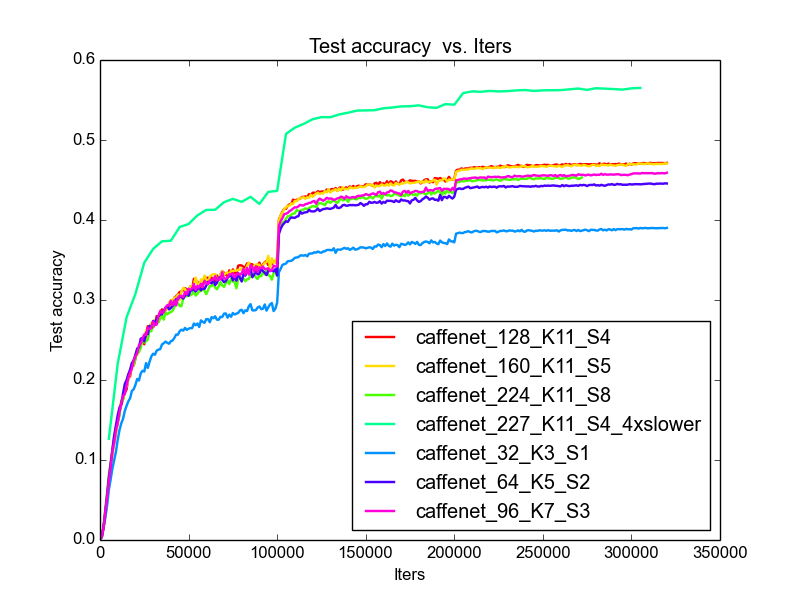 Test accuracy  vs. Iters
0.6
0.5
0.4
0.3
0.2
0.1
0.0
Test accuracy
caffenet_128_K11_S4
caffenet_160_K11_S5
caffenet_224_K11_S8
caffenet_227_K11_S4_4xslower
caffenet_32_K3_S1
caffenet_64_K5_S2
caffenet_96_K7_S3
0 50000 100000 150000 200000 250000 300000 350000
Iters